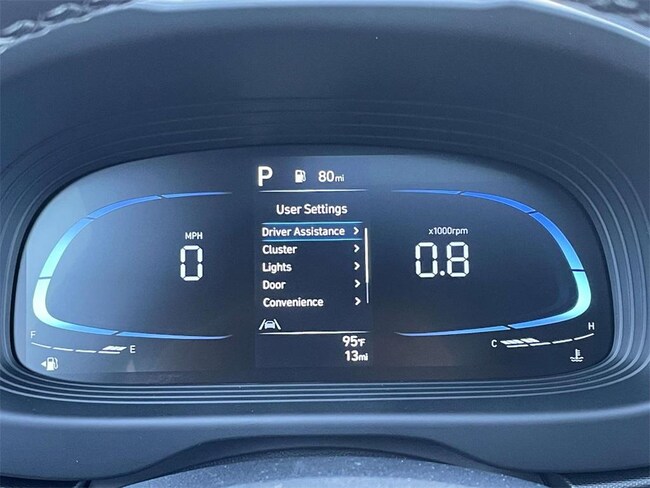 P 80mi
User Settings
Driver Assistance >
Cluster >
Lights >
Door >
Convenience >
MPH
0
x1000rpm
0.8
F
E
C
H
95°F
13mi